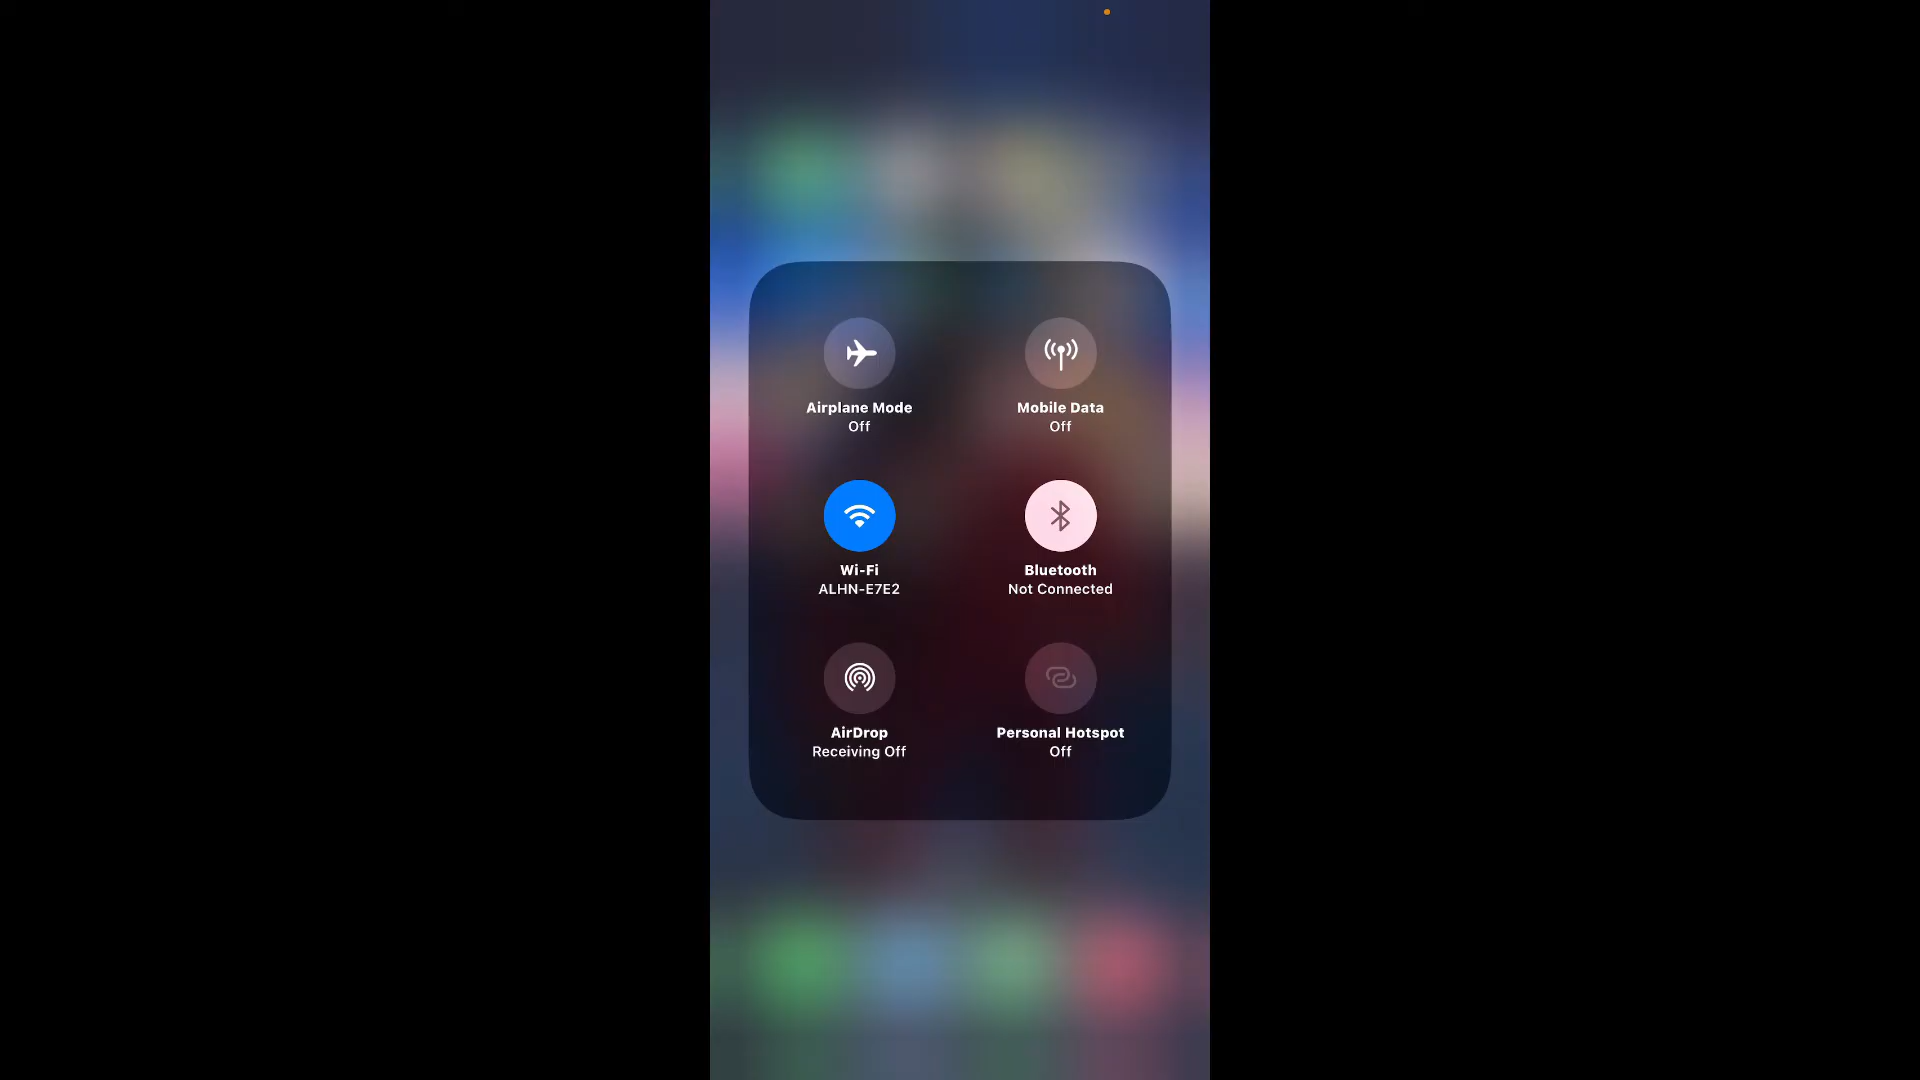 Airplane Mode
Off
Mobile Data
Off
Wi-Fi
ALHN-E7E2
Bluetooth
Not Connected
AirDrop
Receiving Off
Personal Hotspot
Off